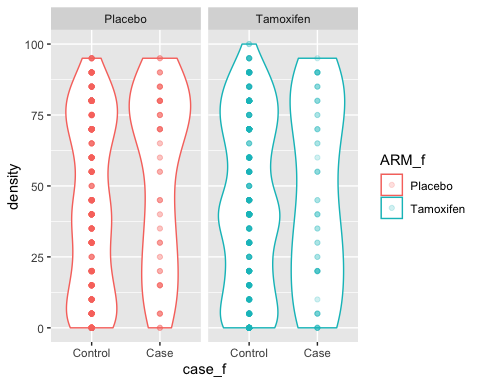 Placebo Tamoxifen
100
75
50
25
0
density
Control Case Control Case
case_f
ARM_f
Placebo
Tamoxifen